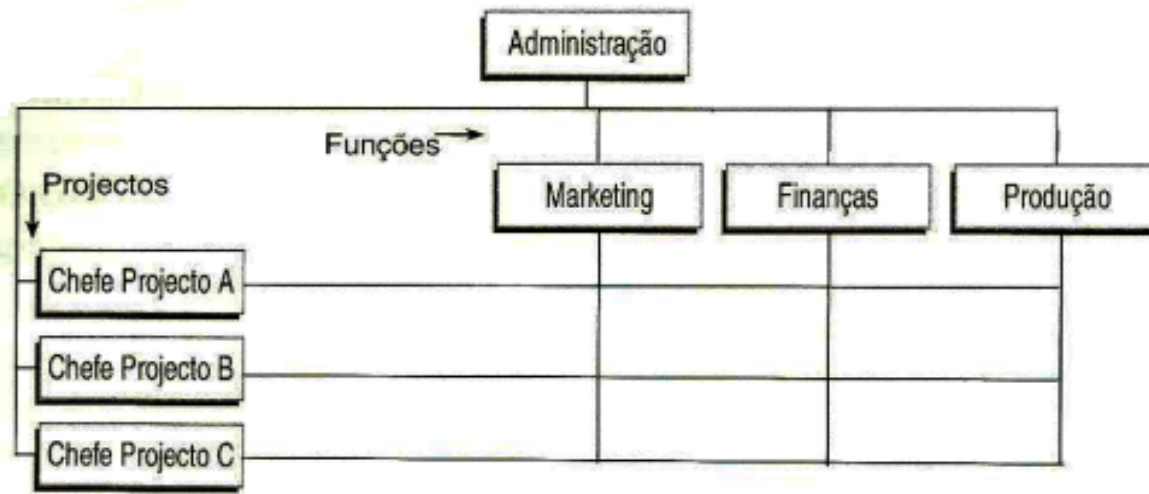 Administração
Funções
Projectos
Marketing
Finanças
Produção
Chefe Projecto A
Chefe Projecto B
Chefe Projecto C